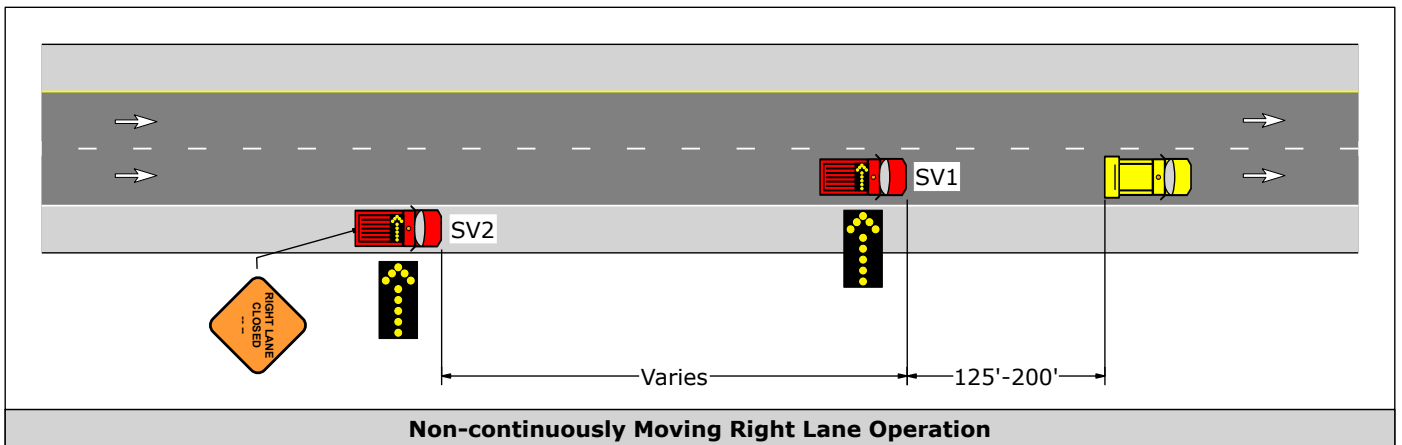 SV1
SV2
RIGHT LANE
CLOSED
-- –
Varies
125'-200'
Non-continuously Moving Right Lane Operation